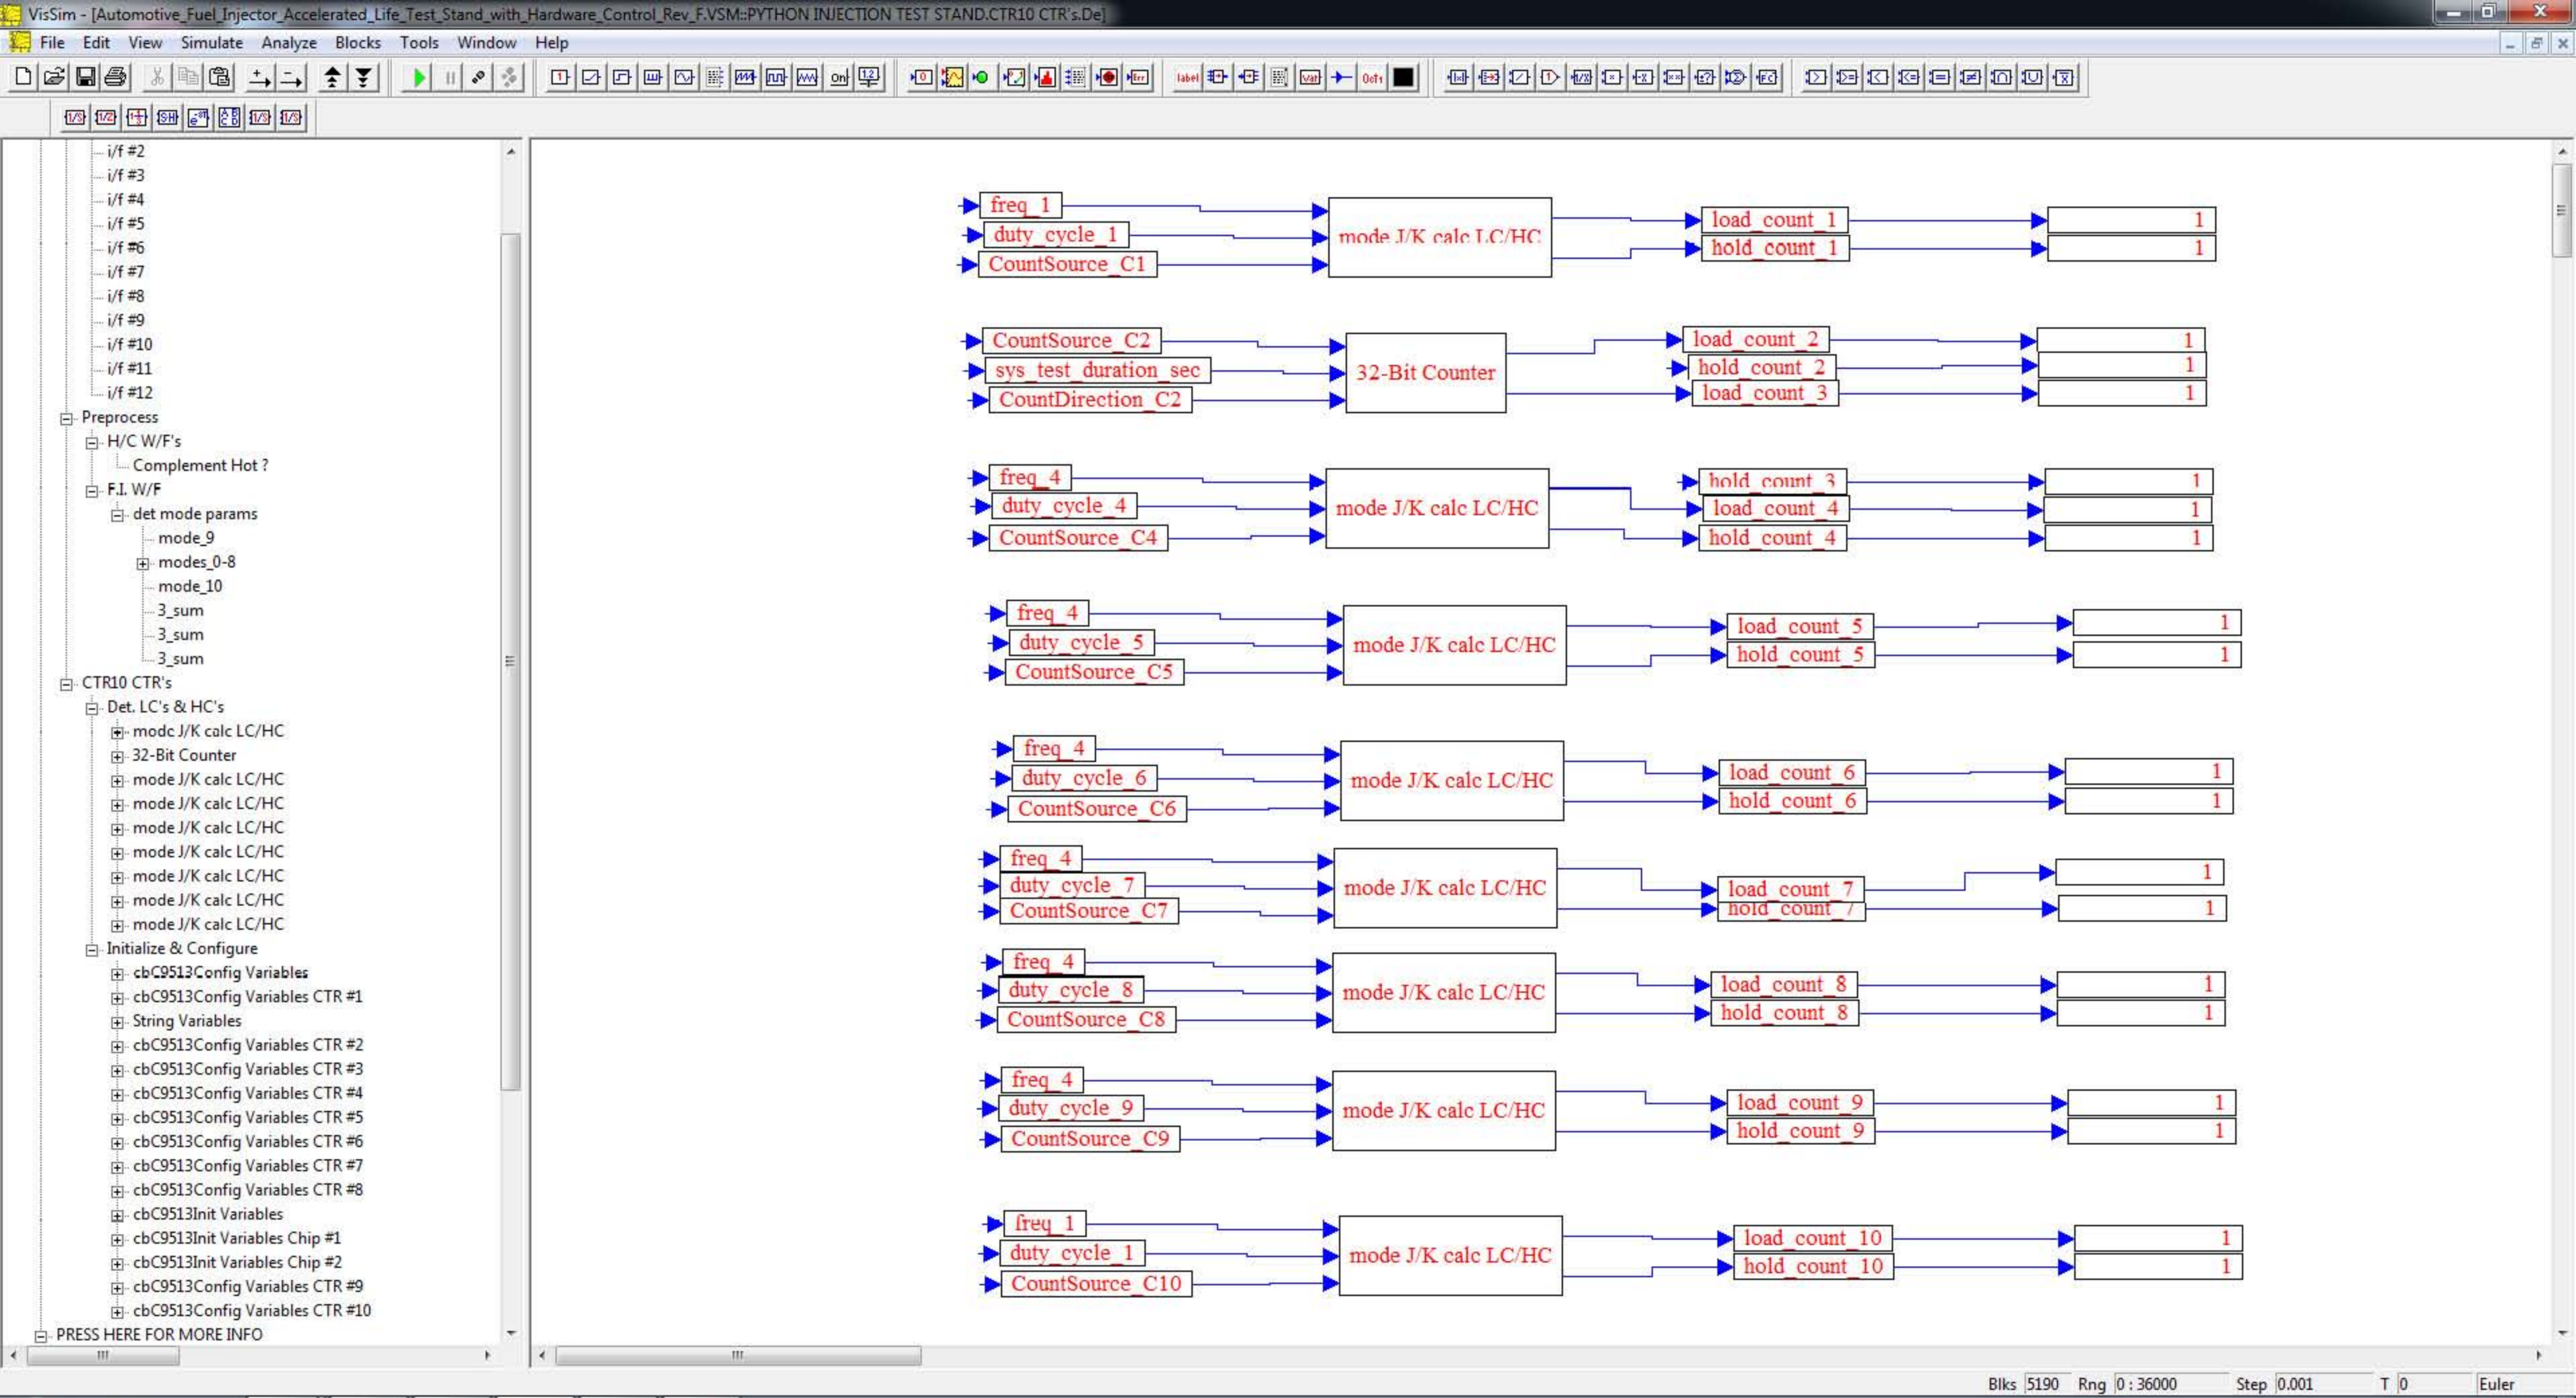 VisSim - [Automotive_Fuel_Injector_Accelerated_Life_Test_Stand_with_Hardware_Control_Rev_F.VSM::PYTHON INJECTION TEST STAND.CTR10 CTR's.De]
File Edit View Simulate Analyze Blocks Tools Window Help
i/f #2
i/f #3
i/f #4
i/f #5
i/f #6
i/f #7
i/f #8
i/f #9
i/f #10
i/f #11
i/f #12
Preprocess
H/C W/F's
Complement Hot ?
F.I. W/F
det mode params
mode_9
modes_0-8
mode_10
3_sum
3_sum
3_sum
CTR10 CTR's
Det. LC's & HC's
mode J/K calc LC/HC
32-Bit Counter
mode J/K calc LC/HC
mode J/K calc LC/HC
mode J/K calc LC/HC
mode J/K calc LC/HC
mode J/K calc LC/HC
mode J/K calc LC/HC
mode J/K calc LC/HC
Initialize & Configure
cbC9513Config Variables
cbC9513Config Variables CTR #1
String Variables
cbC9513Config Variables CTR #2
cbC9513Config Variables CTR #3
cbC9513Config Variables CTR #4
cbC9513Config Variables CTR #5
cbC9513Config Variables CTR #6
cbC9513Config Variables CTR #7
cbC9513Config Variables CTR #8
cbC9513Init Variables
cbC9513Init Variables Chip #1
cbC9513Init Variables Chip #2
cbC9513Config Variables CTR #9
cbC9513Config Variables CTR #10
PRESS HERE FOR MORE INFO
freq_1
duty_cycle_1
CountSource_C1
mode J/K calc LC/HC
load_count_1 1
hold_count_1 1
CountSource_C2
sys_test_duration_sec
CountDirection_C2
32-Bit Counter
load_count_2 1
hold_count_2 1
load_count_3 1
freq_4
duty_cycle_4
CountSource_C4
mode J/K calc LC/HC
hold_count_3 1
load_count_4 1
hold_count_4 1
freq_4
duty_cycle_5
CountSource_C5
mode J/K calc LC/HC
load_count_5 1
hold_count_5 1
freq_4
duty_cycle_6
CountSource_C6
mode J/K calc LC/HC
load_count_6 1
hold_count_6 1
freq_4
duty_cycle_7
CountSource_C7
mode J/K calc LC/HC
load_count_7 1
hold_count_7 1
freq_4
duty_cycle_8
CountSource_C8
mode J/K calc LC/HC
load_count_8 1
hold_count_8 1
freq_4
duty_cycle_9
CountSource_C9
mode J/K calc LC/HC
load_count_9 1
hold_count_9 1
freq_1
duty_cycle_1
CountSource_C10
mode J/K calc LC/HC
load_count_10 1
hold_count_10 1
Blks 5190 Rng 0 : 36000 Step 0.001 T 0 Euler